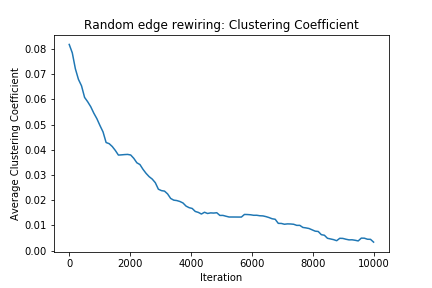 Random edge rewiring: Clustering Coefficient
Average Clustering Coefficient
0.08
0.07
0.06
0.05
0.04
0.03
0.02
0.01
0.00
0 2000 4000 6000 8000 10000
Iteration